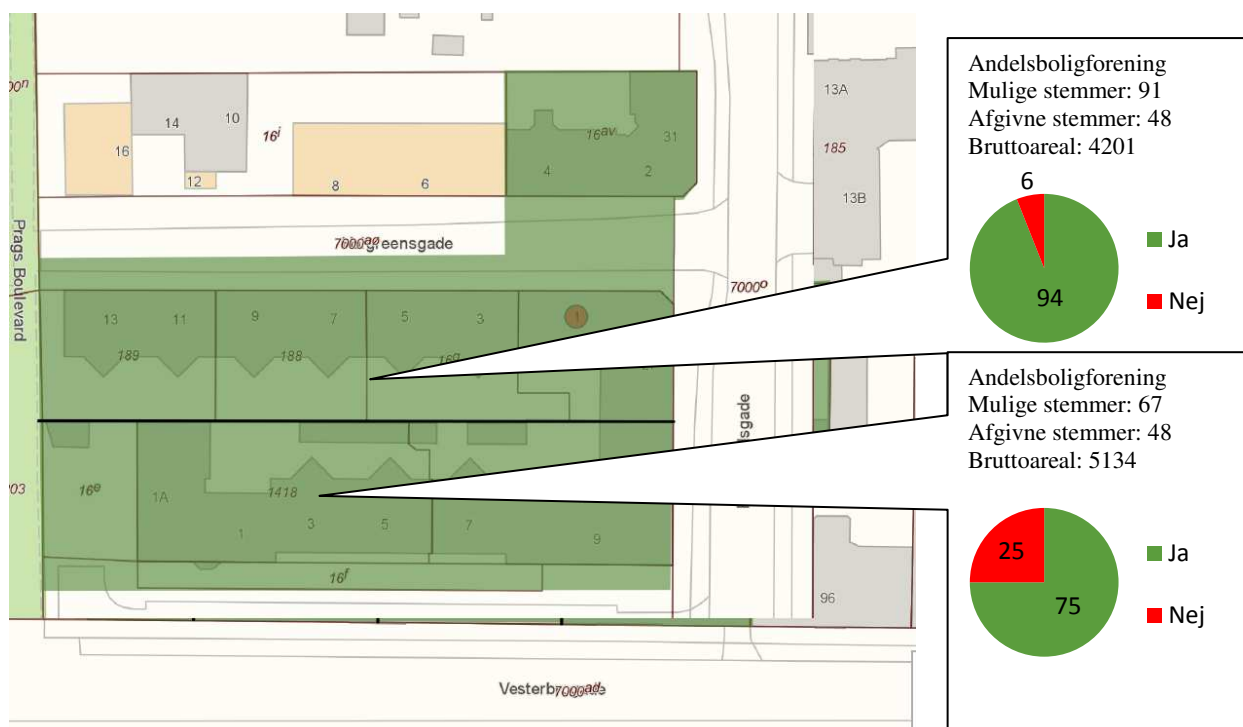 13A
14
10
16
16ⁱ
12
8
6
16ᵃᵛ
31
4
2
185
13B
Prags Boulevard
7000ᵒ
13
11
9
7
5
3
1
189
188
16ᵉ
1A
1418
1
3
5
7
9
16ᶠ
96
Andelsboligforening
Mulige stemmer: 91
Afgivne stemmer: 48
Bruttoareal: 4201
6
94
Ja
Nej
Andelsboligforening
Mulige stemmer: 67
Afgivne stemmer: 48
Bruttoareal: 5134
25
75
Ja
Nej